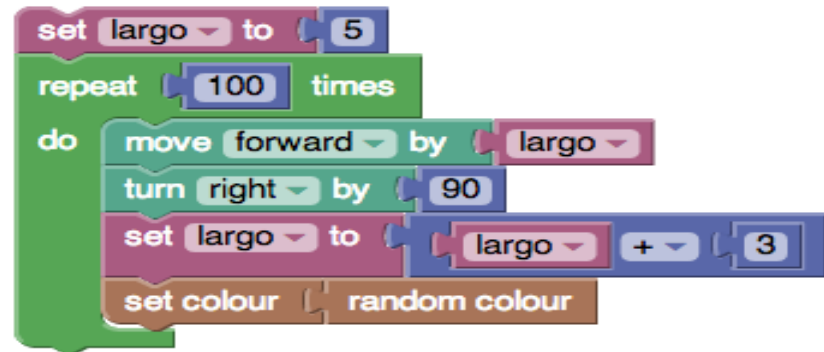 set largo to 5
repeat 100 times
do move forward by largo
turn right by 90
set largo to largo + 3
set colour random colour